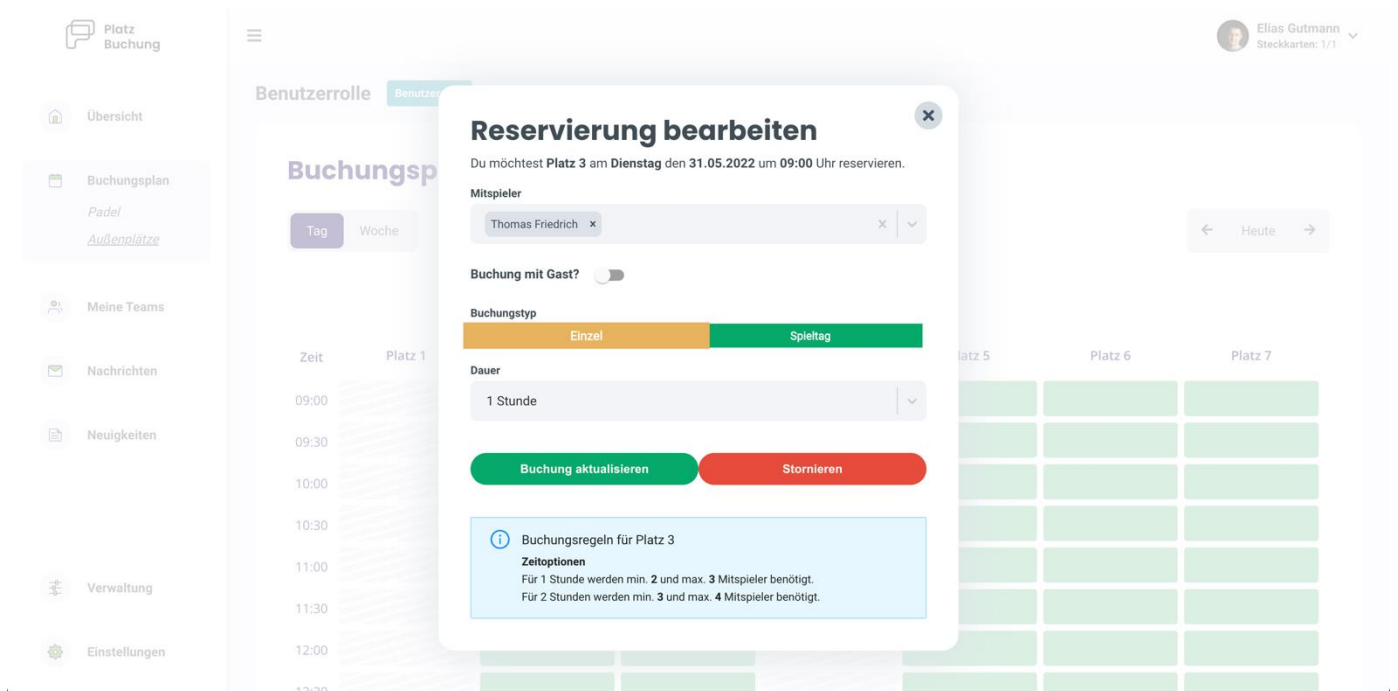 Platz
Buchung
Elias Gutmann
Steckkarten: 1/1
Benutzerrolle
Übersicht
Buchungsplan
Padel
Außenplätze
Meine Teams
Nachrichten
Neuigkeiten
Verwaltung
Einstellungen
Buchungsp
Tag Woche
Heute
Reservierung bearbeiten
Du möchtest Platz 3 am Dienstag den 31.05.2022 um 09:00 Uhr reservieren.
Mitspieler
Thomas Friedrich ×
Buchung mit Gast?
Buchungstyp
Einzel Spieltag
Dauer
1 Stunde
Buchung aktualisieren Stornieren
Buchungsregeln für Platz 3
Zeitoptionen
Für 1 Stunde werden min. 2 und max. 3 Mitspieler benötigt.
Für 2 Stunden werden min. 3 und max. 4 Mitspieler benötigt.
Zeit Platz 1 latz 5 Platz 6 Platz 7
09:00
09:30
10:00
10:30
11:00
11:30
12:00
12:30